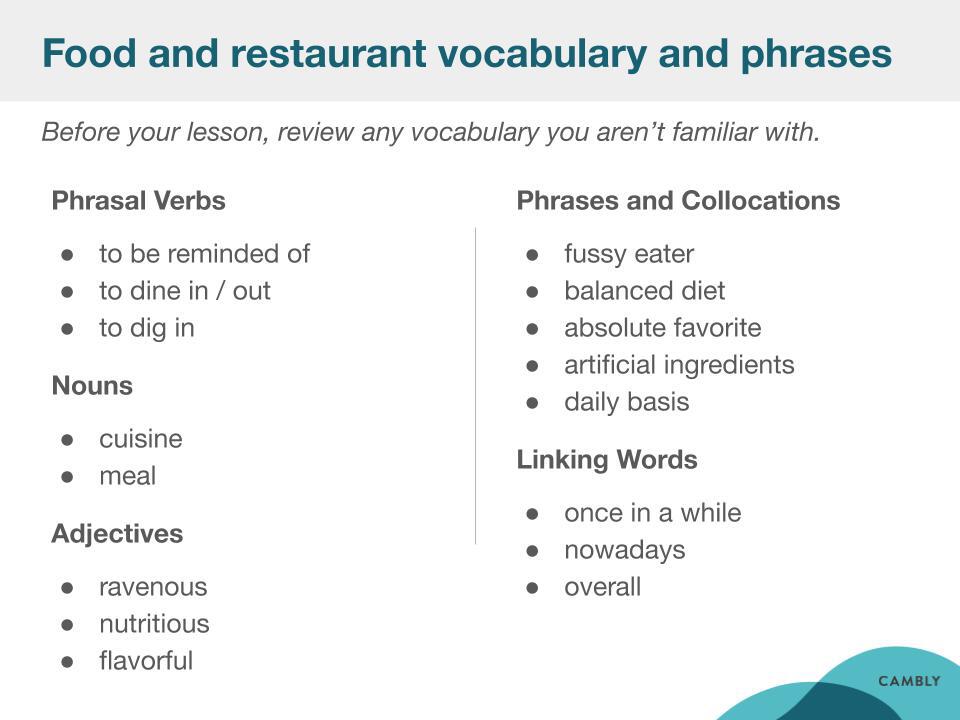 Food and restaurant vocabulary and phrases
Before your lesson, review any vocabulary you aren’t familiar with.
Phrasal Verbs
● to be reminded of
● to dine in / out
● to dig in
Nouns
● cuisine
● meal
Adjectives
● ravenous
● nutritious
● flavorful
Phrases and Collocations
● fussy eater
● balanced diet
● absolute favorite
● artificial ingredients
● daily basis
Linking Words
● once in a while
● nowadays
● overall
CAMBLY